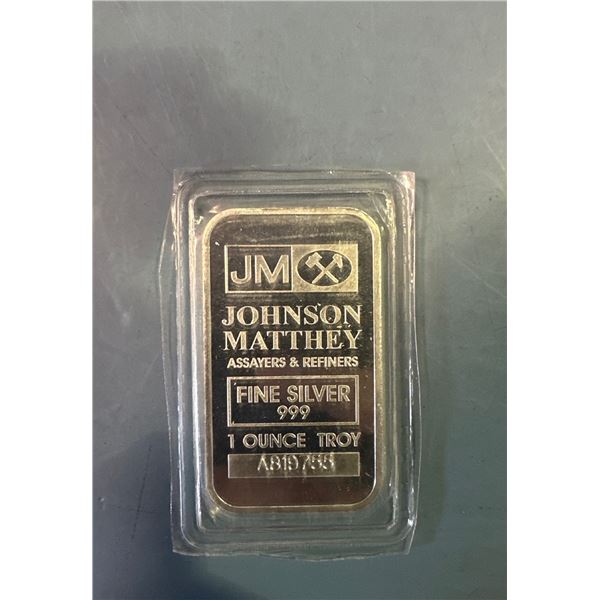 JM
JOHNSON
MATTHEY
ASSAYERS & REFINERS
FINE SILVER
999
1 OUNCE TROY
A819755